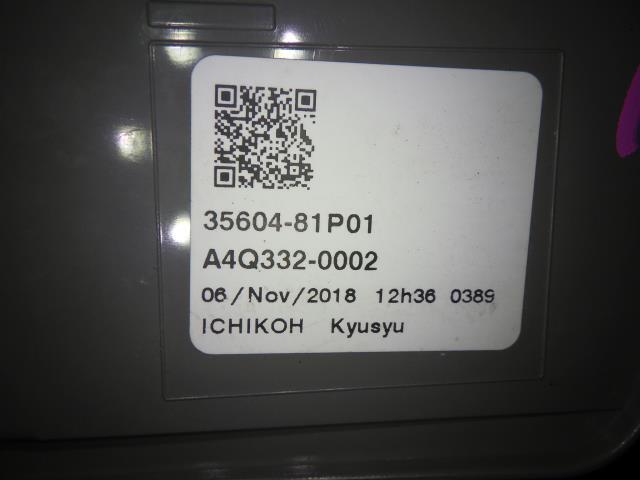 35604-81P01
A4Q332-0002
06/Nov/2018 12h36 0389
ICHIKOH Kyusyu